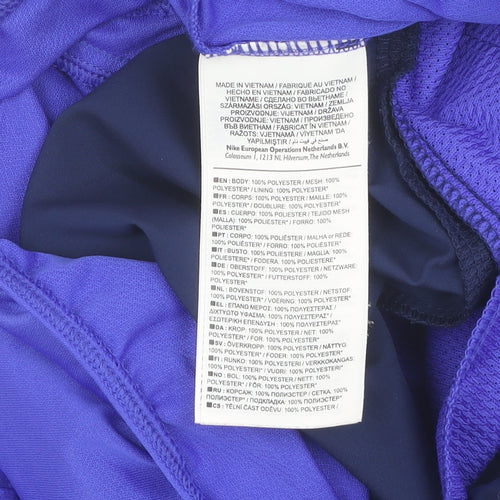 MADE IN VIETNAM / FABRIQUE AU VIETNAM /
HECHO EN VIETNAM / FABRICADO NO
VIETNAME / СДЕЛАНО ВО ВЬЕТНАМЕ /
SZÁRMAZÁSI ORSZÁG: VIETNAM / ZEMLJA
PROIZVODNJE: VIETNAM / DRŽAVA
PROIZVODNJE: VIJETNAM / ПРОИЗВЕДЕНО
ВЪВ ВИЕТНАМ / FABRICAT ÎN VIETNAM /
RAŽOTS: VJETNAMĀ / VİYETNAM 'DA
YAPILMIŞTIR / صنع في فيت نام
Nike European Operations Netherlands B.V.
Colosseum 1, 1213 NL Hilversum, The Netherlands
EN : BODY: 100% POLYESTER / MESH: 100%
POLYESTER* / LINING: 100% POLYESTER*
FR : CORPS: 100% POLYESTER / MAILLE: 100%
POLYESTER* / DOUBLURE: 100% POLYESTER*
ES : CUERPO: 100% POLIÉSTER / TEJIDO MESH
(MALLA): 100% POLIÉSTER* / FORRO: 100%
POLIÉSTER*
PT : CORPO: 100% POLIÉSTER / MALHA or REDE
100% POLIÉSTER* / FORRO: 100% POLIÉSTER*
IT : BUSTO: 100% POLIESTERE / MAGLIA: 100%
POLIESTERE* / FODERA: 100% POLIESTERE*
DE : OBERSTOFF: 100% POLYESTER / NETZWARE:
100% POLYESTER* / FUTTERSTOFF: 100%
POLYESTER*
NL : BOVENSTOF: 100% POLYESTER / NETSTOF:
100% POLYESTER* / VOERING: 100% POLYESTER*
EL : ΕΠΑΝΩ ΜΕΡΟΣ: 100% ΠΟΛΥΕΣΤΕΡΑΣ /
ΔΙΚΤΥΩΤΟ ΥΦΑΣΜΑ: 100% ΠΟΛΥΕΣΤΕΡΑΣ* /
ΕΣΩΤΕΡΙΚΗ ΕΠΕΝΔΥΣΗ: 100% ΠΟΛΥΕΣΤΕΡΑΣ*
DA : KROP: 100% POLYESTER / NET: 100%
POLYESTER* / FOR: 100% POLYESTER*
SV : ÖVERKROPP: 100% POLYESTER / NÄTTYG
100% POLYESTER* / FODER: 100% POLYESTER*
FI : RUNKO: 100% POLYESTERI / VERKKOKANGAS:
100% POLYESTERI* / VUORI: 100% POLYESTERI*
NO : BOL: 100% POLYESTER / NETT: 100%
POLYESTER* / FÔR: 100% POLYESTER*
RU : КОРСАЖ: 100% ПОЛИЭСТЕР / СЕТКА: 100%
ПОЛИЭСТЕР* / ПОДКЛАДКА: 100% ПОЛИЭСТЕР*
CS : TĚLNÍ ČÁST ODĚVU: 100% POLYESTER /